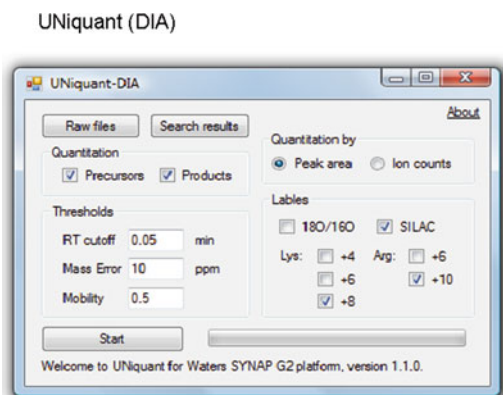 UNiquant (DIA)
UNiquant-DIA
About
Raw files Search results
Quantitation by
Peak area Ion counts
Quantitation
Precursors Products
Lables
18O/16O SILAC
Thresholds
RT cutoff 0.05 min
Mass Error 10 ppm
Mobility 0.5
Lys: +4 Arg: +6
+6 +10
+8
Start
Welcome to UNiquant for Waters SYNAP G2 platform, version 1.1.0.